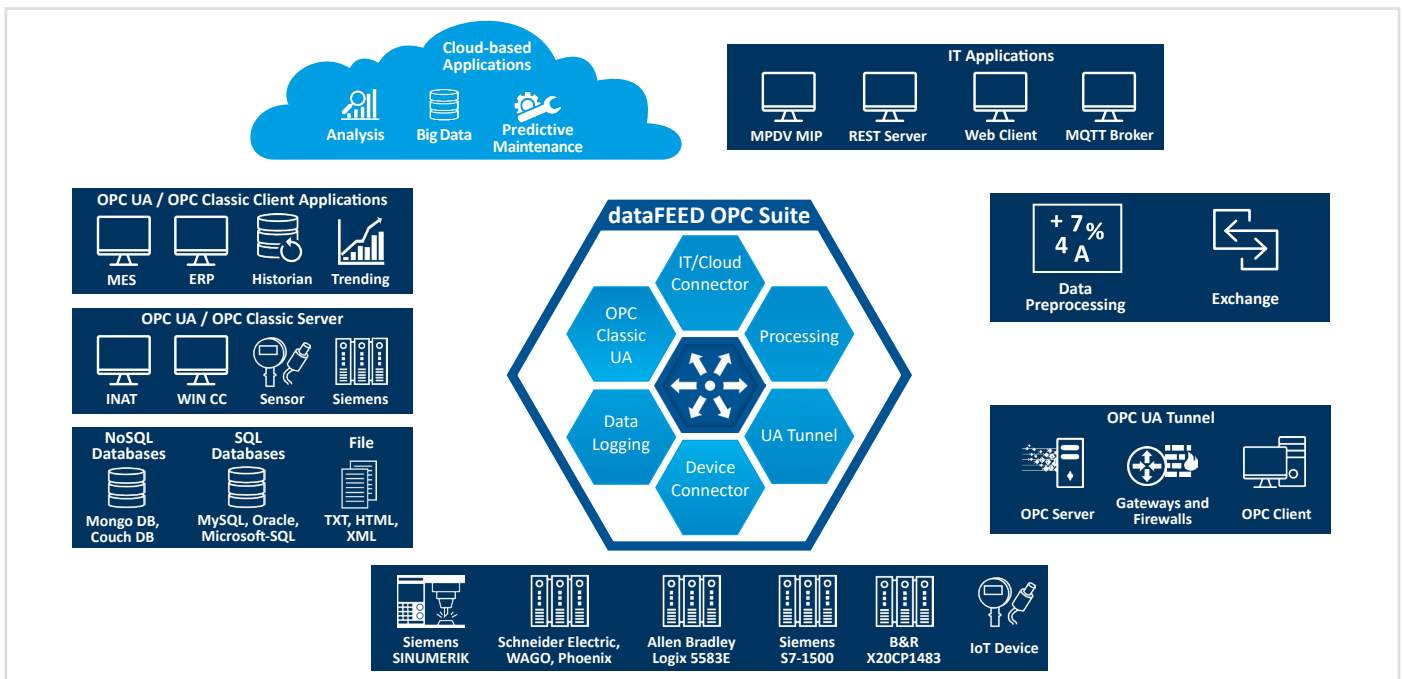 Cloud-based
Applications
Analysis
Big Data
Predictive
Maintenance
IT Applications
MPDV MIP
REST Server
Web Client
MQTT Broker
OPC UA / OPC Classic Client Applications
MES
ERP
Historian
Trending
OPC UA / OPC Classic Server
INAT
WIN CC
Sensor
Siemens
NoSQL
Databases
Mongo DB,
Couch DB
SQL
Databases
MySQL, Oracle,
Microsoft-SQL
File
TXT, HTML,
XML
dataFEED OPC Suite
IT/Cloud
Connector
OPC
Classic
UA
Processing
Data
Logging
UA Tunnel
Device
Connector
+ 7%
4 A
Data
Preprocessing
Exchange
OPC UA Tunnel
OPC Server
Gateways and
Firewalls
OPC Client
Siemens
SINUMERIK
Schneider Electric,
WAGO, Phoenix
Allen Bradley
Logix 5583E
Siemens
S7-1500
B&R
X20CP1483
IoT Device